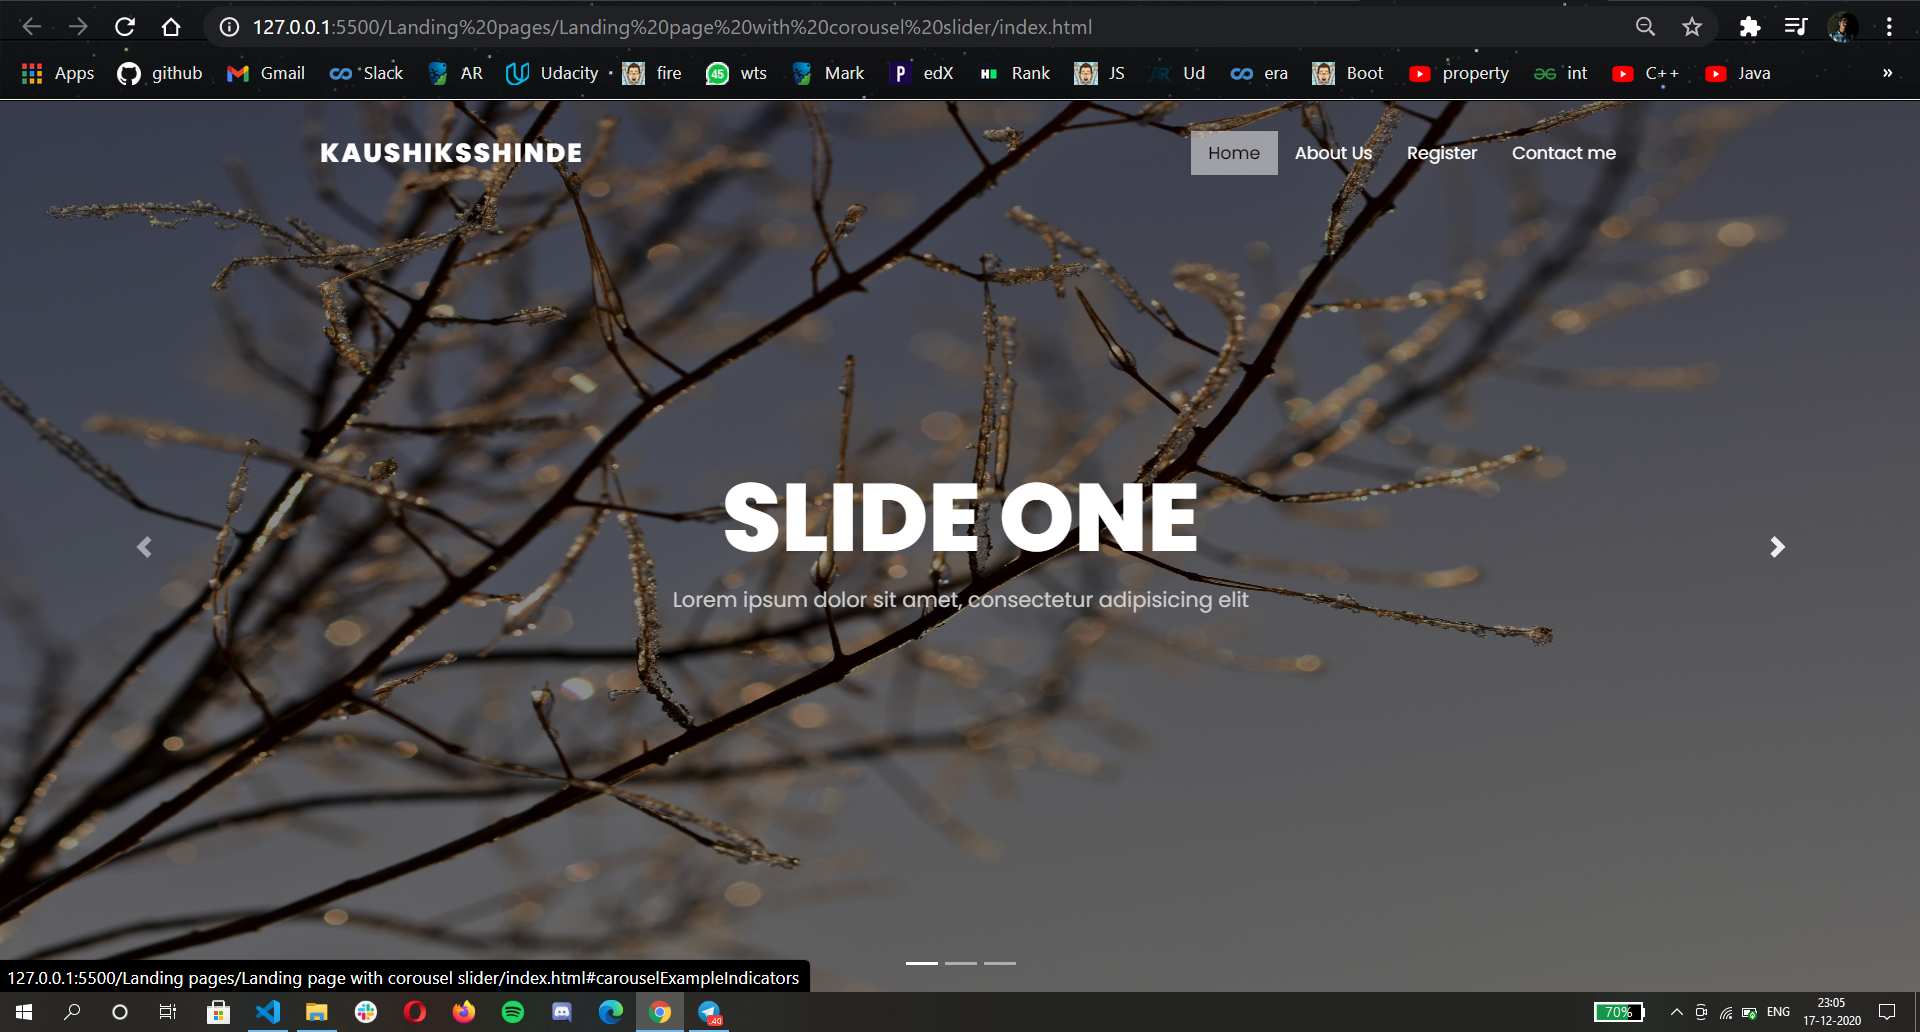 127.0.0.1:5500/Landing%20pages/Landing%20page%20with%20corousel%20slider/index.html
Apps github Gmail Slack AR Udacity fire 45 wts Mark P edX H Rank JS AR Ud era Boot property int C++ Java »
KAUSHIKSSHINDE Home About Us Register Contact me
SLIDE ONE
Lorem ipsum dolor sit amet, consectetur adipisicing elit
127.0.0.1:5500/Landing pages/Landing page with corousel slider/index.html#carouselExampleIndicators
40 70% ENG 23:05
17-12-2020